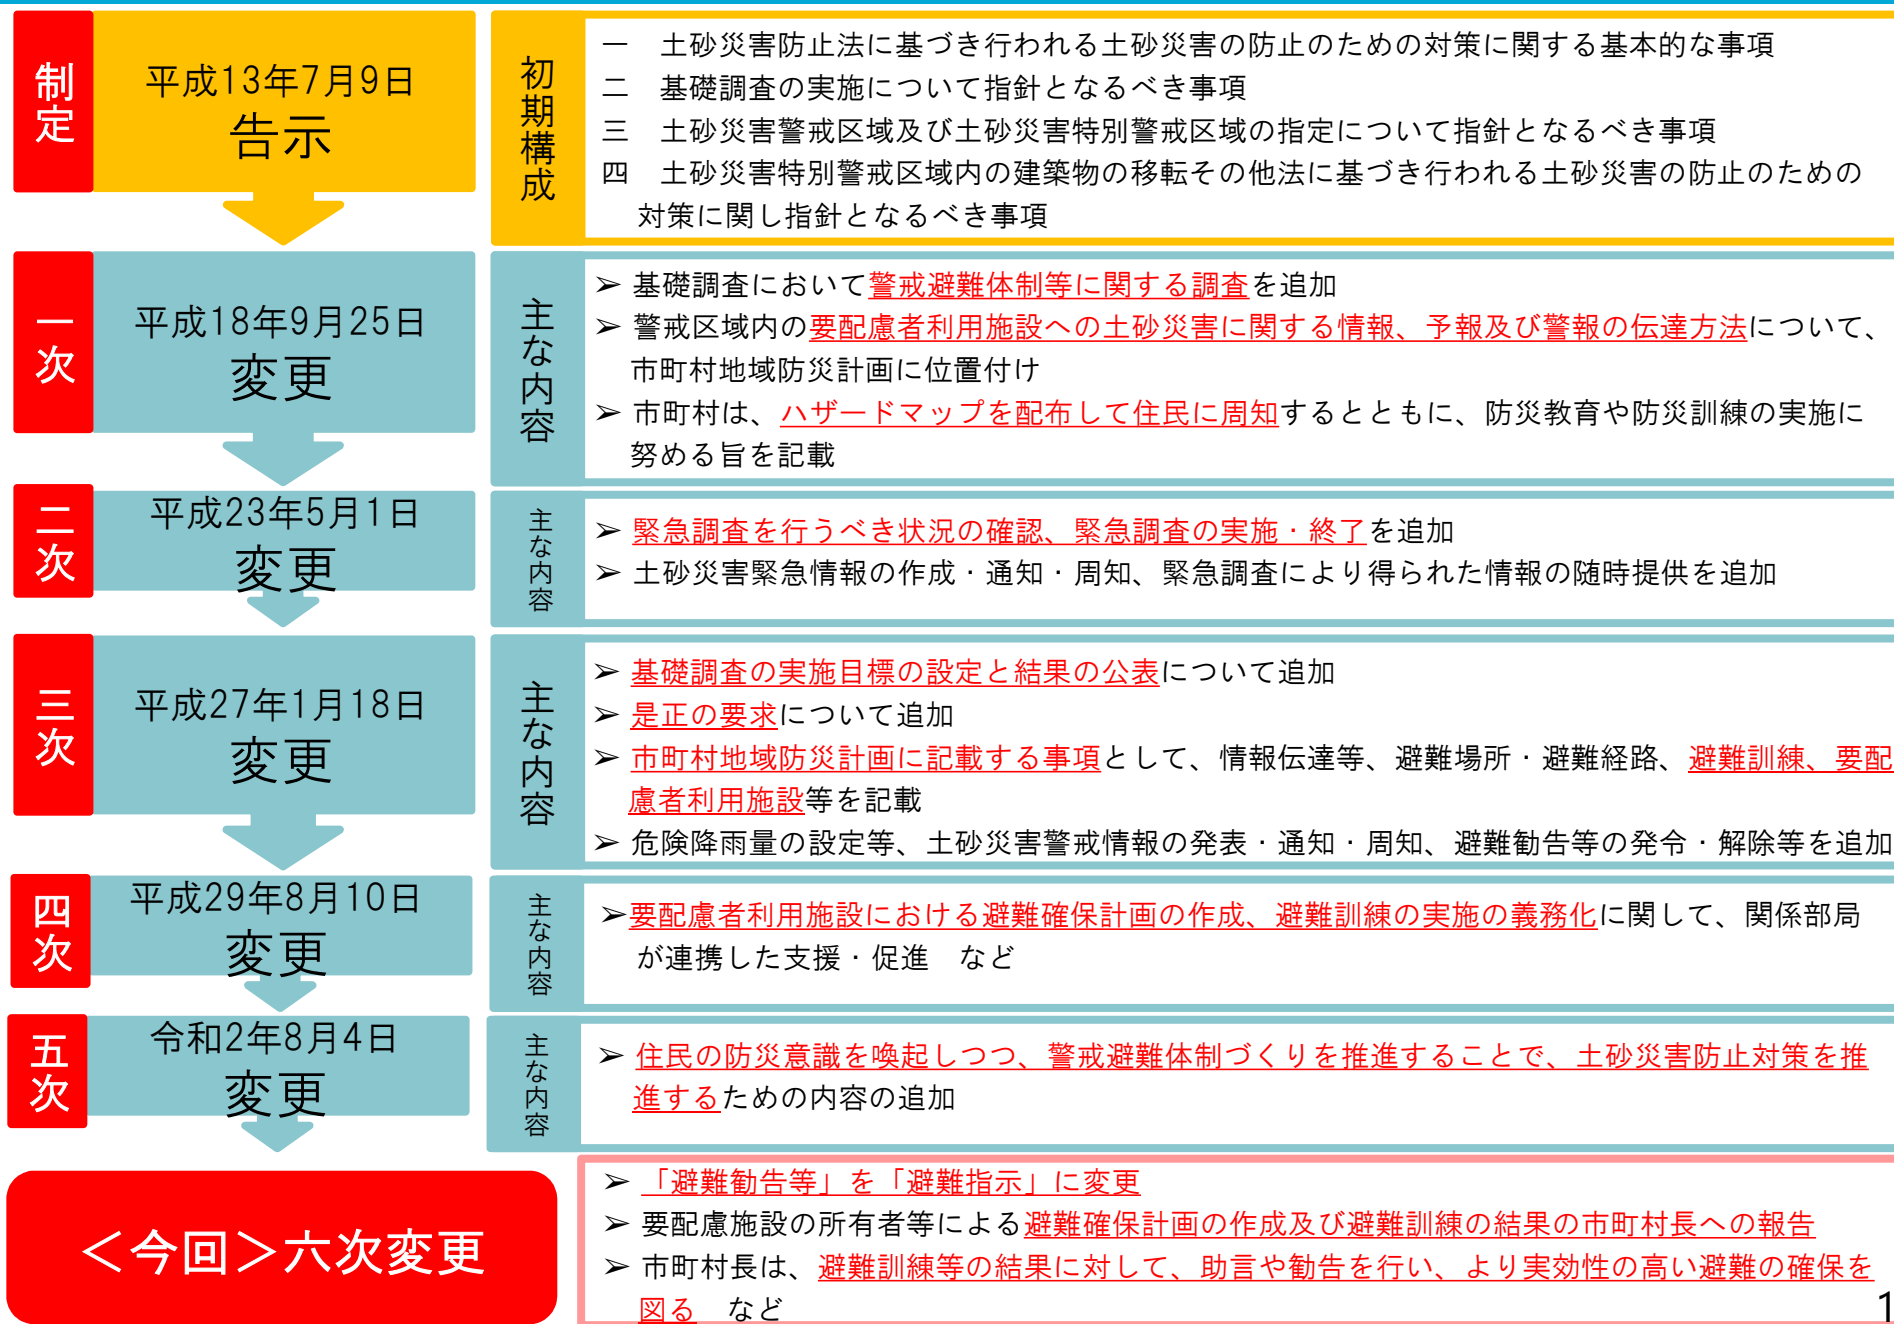 制定
平成13年7月9日
告示
初期構成
一　土砂災害防止法に基づき行われる土砂災害の防止のための対策に関する基本的な事項
二　基礎調査の実施について指針となるべき事項
三　土砂災害警戒区域及び土砂災害特別警戒区域の指定について指針となるべき事項
四　土砂災害特別警戒区域内の建築物の移転その他法に基づき行われる土砂災害の防止のための
対策に関し指針となるべき事項
一次
平成18年9月25日
変更
主な内容
➢ 基礎調査において警戒避難体制等に関する調査を追加
➢ 警戒区域内の要配慮者利用施設への土砂災害に関する情報、予報及び警報の伝達方法について、
市町村地域防災計画に位置付け
➢ 市町村は、ハザードマップを配布して住民に周知するとともに、防災教育や防災訓練の実施に
努める旨を記載
二次
平成23年5月1日
変更
主な内容
➢ 緊急調査を行うべき状況の確認、緊急調査の実施・終了を追加
➢ 土砂災害緊急情報の作成・通知・周知、緊急調査により得られた情報の随時提供を追加
三次
平成27年1月18日
変更
主な内容
➢ 基礎調査の実施目標の設定と結果の公表について追加
➢ 是正の要求について追加
➢ 市町村地域防災計画に記載する事項として、情報伝達等、避難場所・避難経路、避難訓練、要配
慮者利用施設等を記載
➢ 危険降雨量の設定等、土砂災害警戒情報の発表・通知・周知、避難勧告等の発令・解除等を追加
四次
平成29年8月10日
変更
主な内容
➢要配慮者利用施設における避難確保計画の作成、避難訓練の実施の義務化に関して、関係部局
が連携した支援・促進　など
五次
令和2年8月4日
変更
主な内容
➢ 住民の防災意識を喚起しつつ、警戒避難体制づくりを推進することで、土砂災害防止対策を推
進するための内容の追加
＜今回＞六次変更
➢ 「避難勧告等」を「避難指示」に変更
➢ 要配慮施設の所有者等による避難確保計画の作成及び避難訓練の結果の市町村長への報告
➢ 市町村長は、避難訓練等の結果に対して、助言や勧告を行い、より実効性の高い避難の確保を
図る　など
1